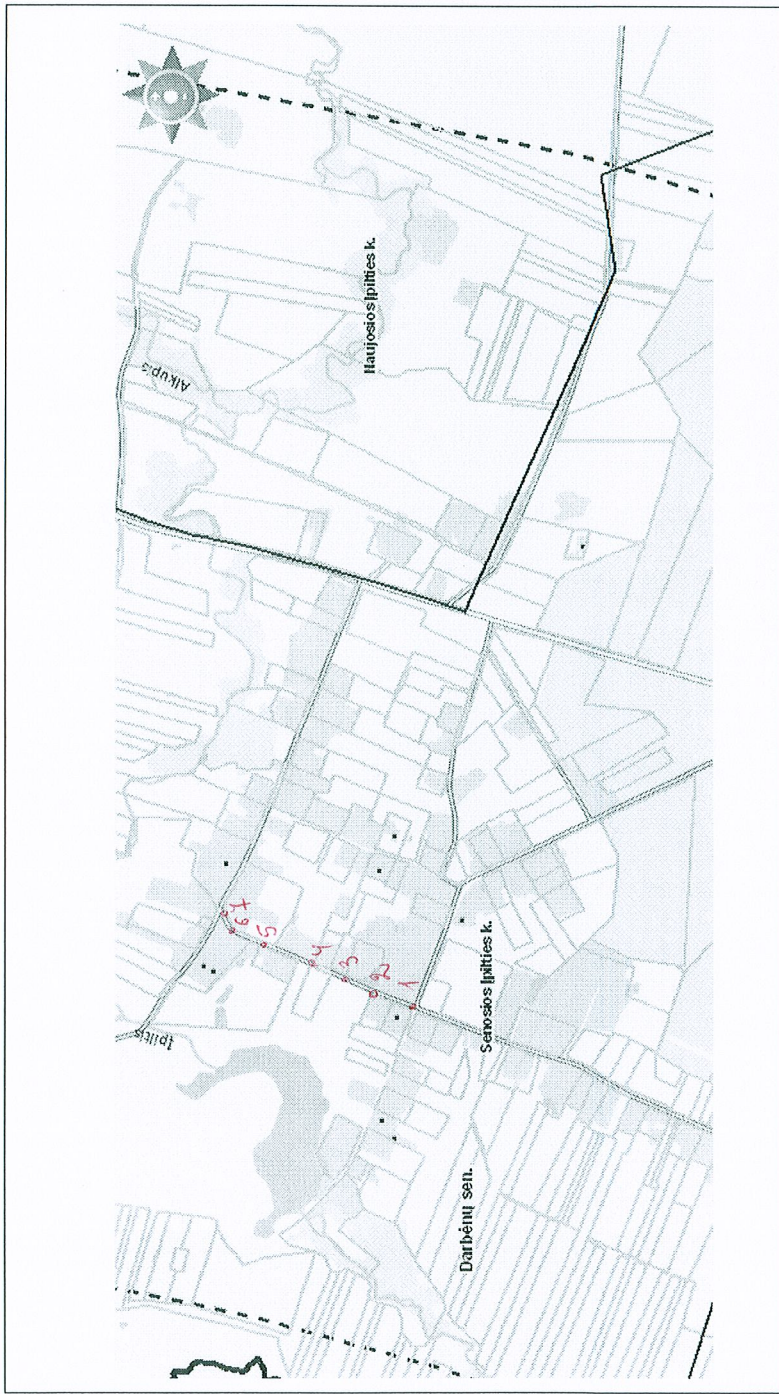 Naujosios Įpilties k.
Alkupis
Senosios Įpilties k.
Įpiltis
Darbėnų sen.
1
2
3
4
5
6
7